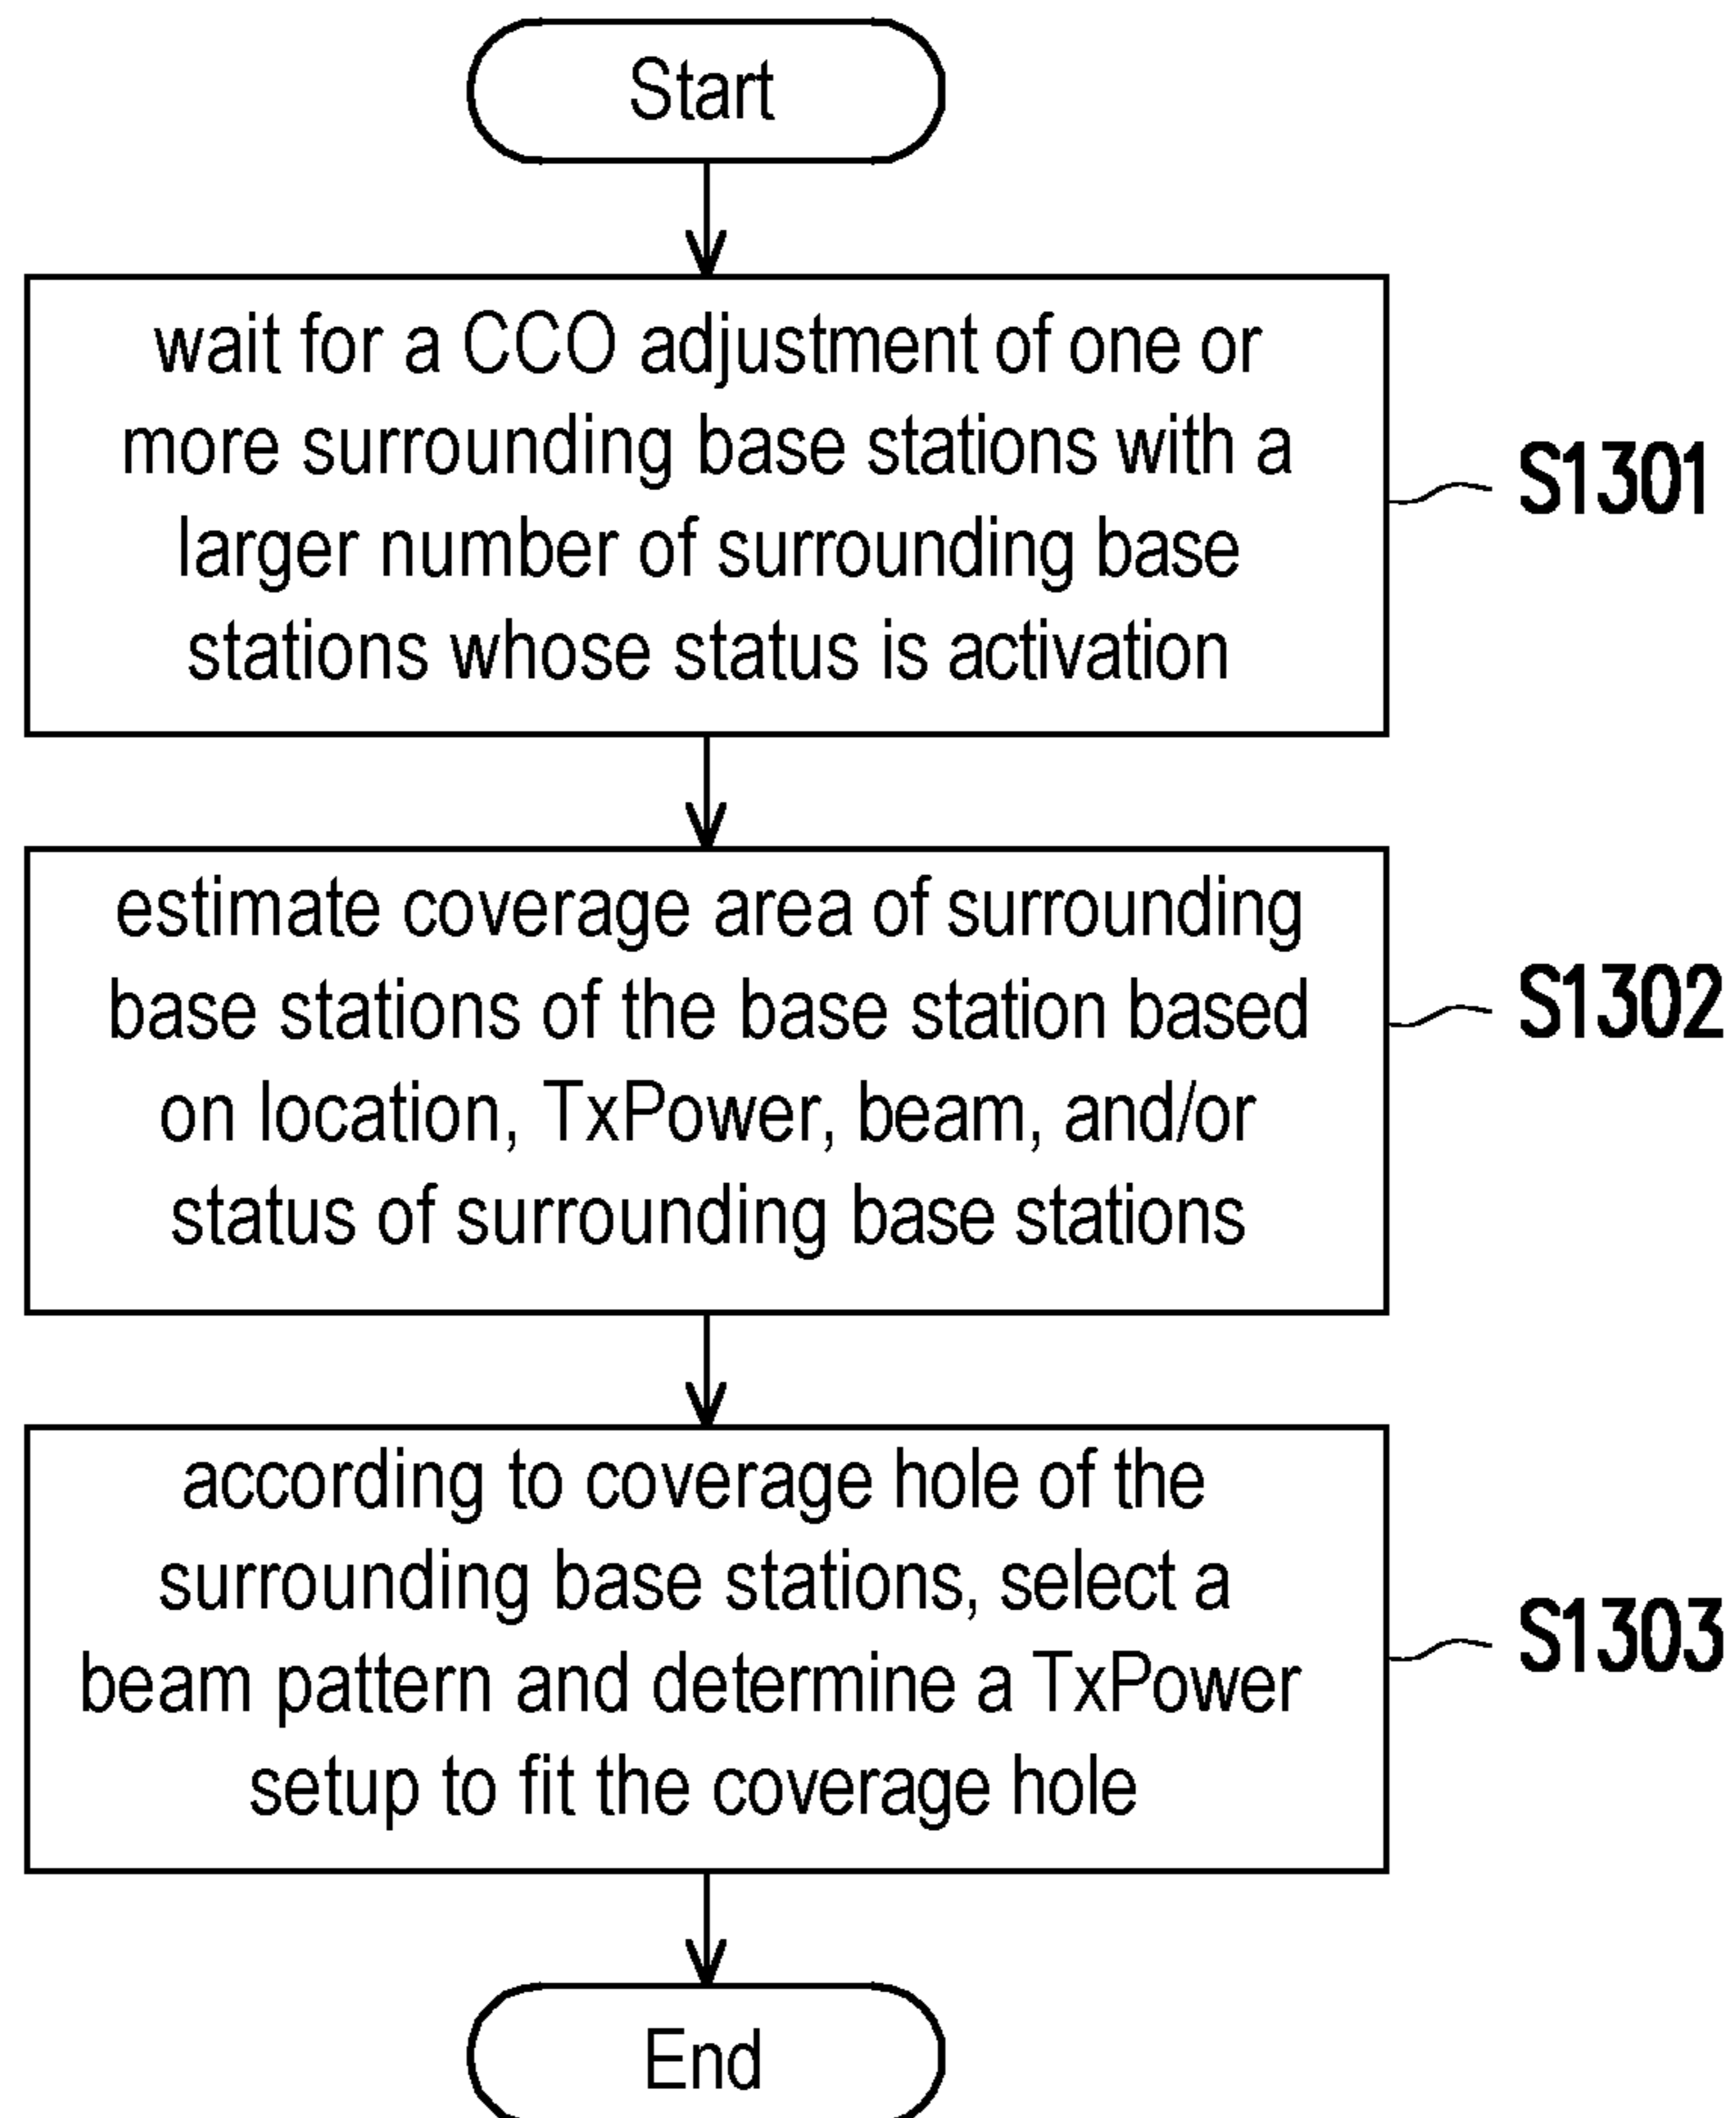 Start
wait for a CCO adjustment of one or
more surrounding base stations with a
larger number of surrounding base
stations whose status is activation
S1301
estimate coverage area of surrounding
base stations of the base station based
on location, TxPower, beam, and/or
status of surrounding base stations
S1302
according to coverage hole of the
surrounding base stations, select a
beam pattern and determine a TxPower
setup to fit the coverage hole
S1303
End